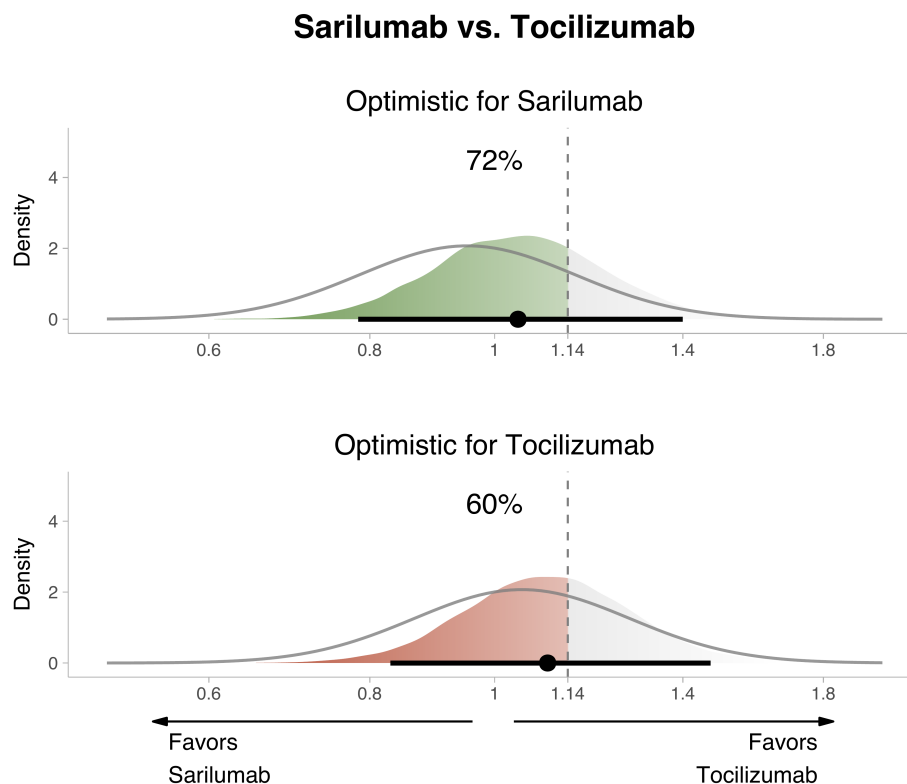 Sarilumab vs. Tocilizumab
Optimistic for Sarilumab
72%
Density
4
2
0
0.6 0.8 1 1.14 1.4 1.8
Optimistic for Tocilizumab
60%
Density
4
2
0
0.6 0.8 1 1.14 1.4 1.8
Favors Favors
Sarilumab Tocilizumab